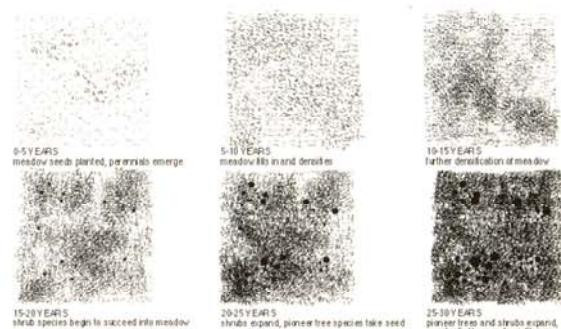 0-5 YEARS
meadow seeds planted, perennials emerge
5-10 YEARS
meadow fills in and densifies
10-15 YEARS
further densification of meadow
15-20 YEARS
shrub species begin to succeed into meadow
20-25 YEARS
shrubs expand, pioneer tree species take seed
25-30 YEARS
pioneer trees and shrubs expand,